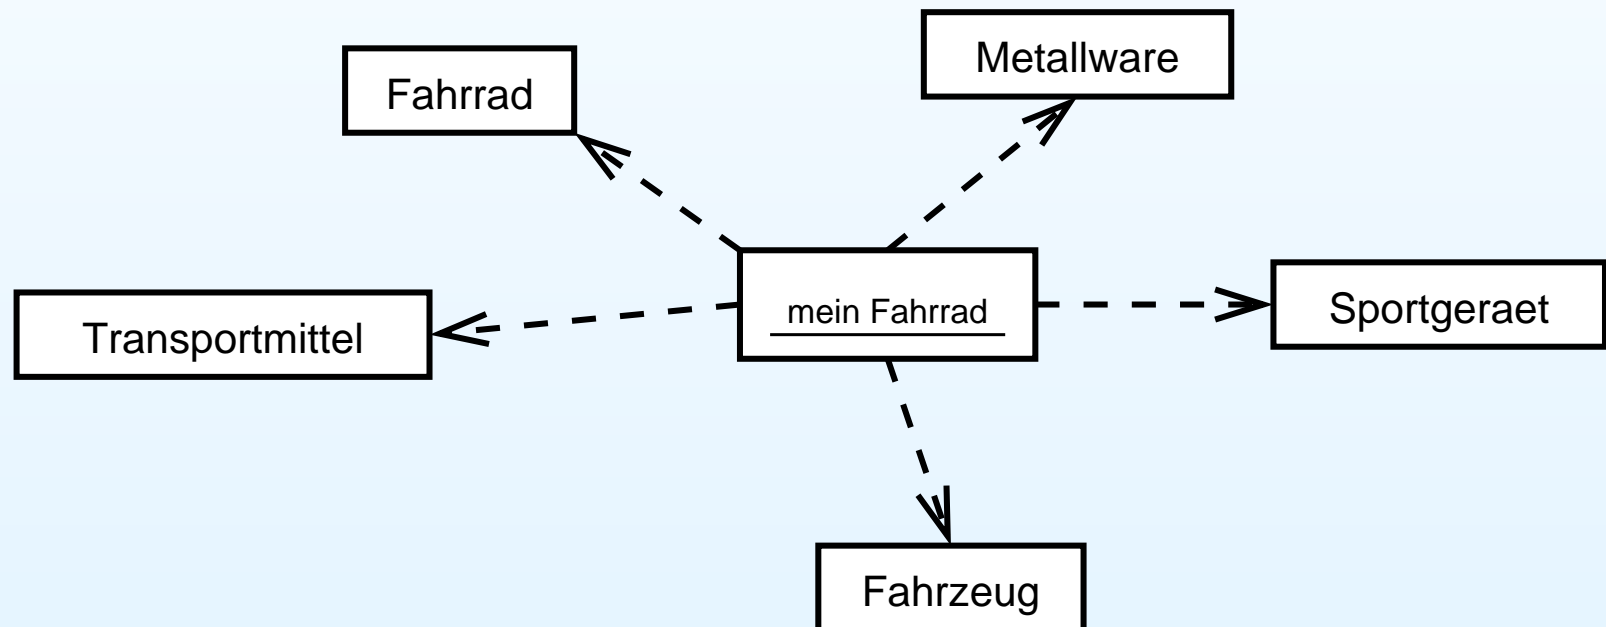 Metallware
Fahrrad
mein Fahrrad
Sportgeraet
Transportmittel
Fahrzeug